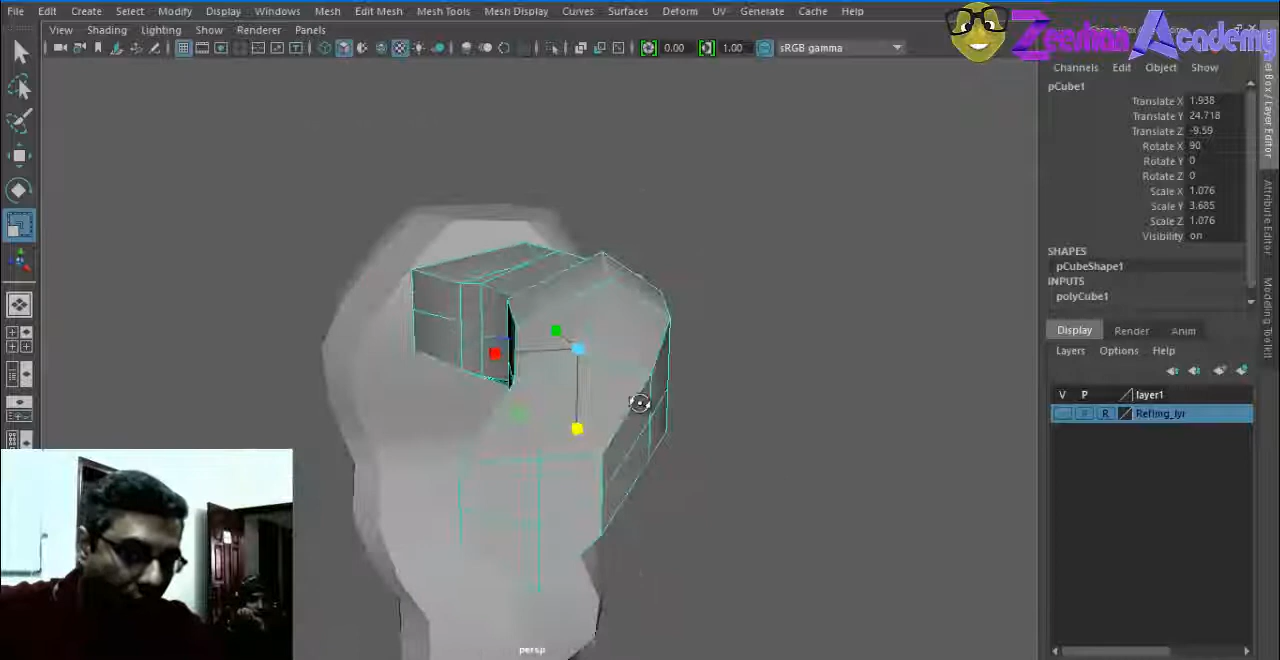 File Edit Create Select Modify Display Windows Mesh Edit Mesh Mesh Tools Mesh Display Curves Surfaces Deform UV Generate Cache Help
View Shading Lighting Show Renderer Panels
0.00 1.00 sRGB gamma
Zeeshan Academy
Channels Edit Object Show
pCube1
Translate X 1.938
Translate Y 24.718
Translate Z -9.59
Rotate X 90
Rotate Y 0
Rotate Z 0
Scale X 1.076
Scale Y 3.685
Scale Z 1.076
Visibility on
SHAPES
pCubeShape1
INPUTS
polyCube1
Display Render Anim
Layers Options Help
V P layer1
R RefImg_lyr
persp
Attribute Editor
Modeling Toolkit